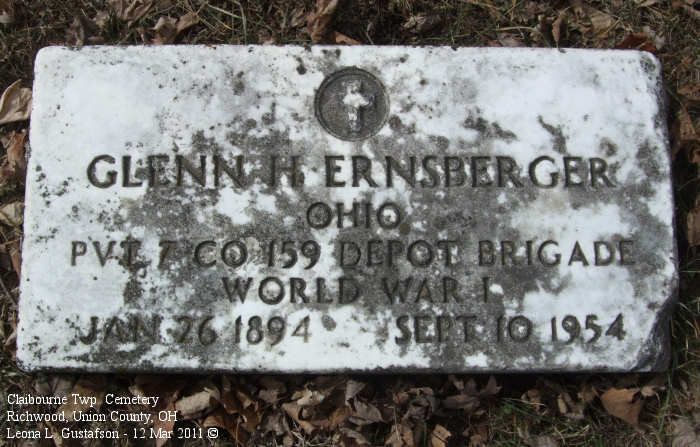 GLENN H ERNSBERGER
OHIO
PVT 7 CO 159 DEPOT BRIGADE
WORLD WAR I
JAN 26 1894 SEPT 10 1954
Claibourne Twp Cemetery
Richwood, Union County, OH
Leona L. Gustafson - 12 Mar 2011 ©